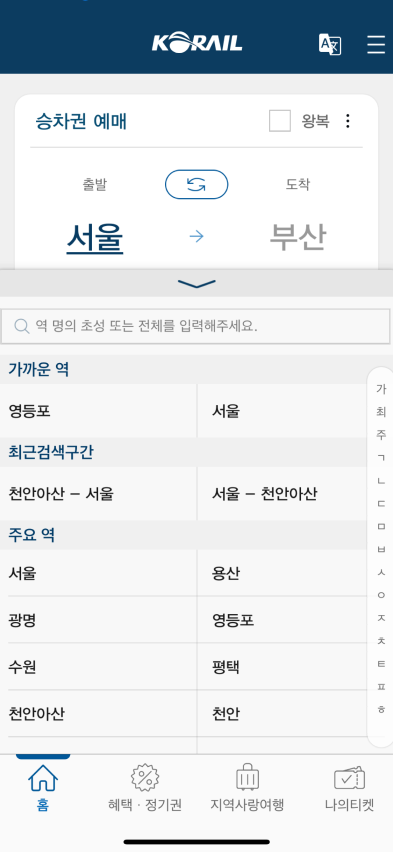 KORAIL
승차권 예매
왕복
출발
도착
서울
부산
역 명의 초성 또는 전체를 입력해주세요.
가까운 역
영등포
서울
최근검색구간
천안아산 – 서울
서울 – 천안아산
주요 역
서울
용산
광명
영등포
수원
평택
천안아산
천안
가
최
주
ㄱ
ㄴ
ㄷ
ㅁ
ㅂ
ㅅ
ㅇ
ㅈ
ㅊ
ㅌ
ㅍ
ㅎ
홈
혜택 · 정기권
지역사랑여행
나의티켓